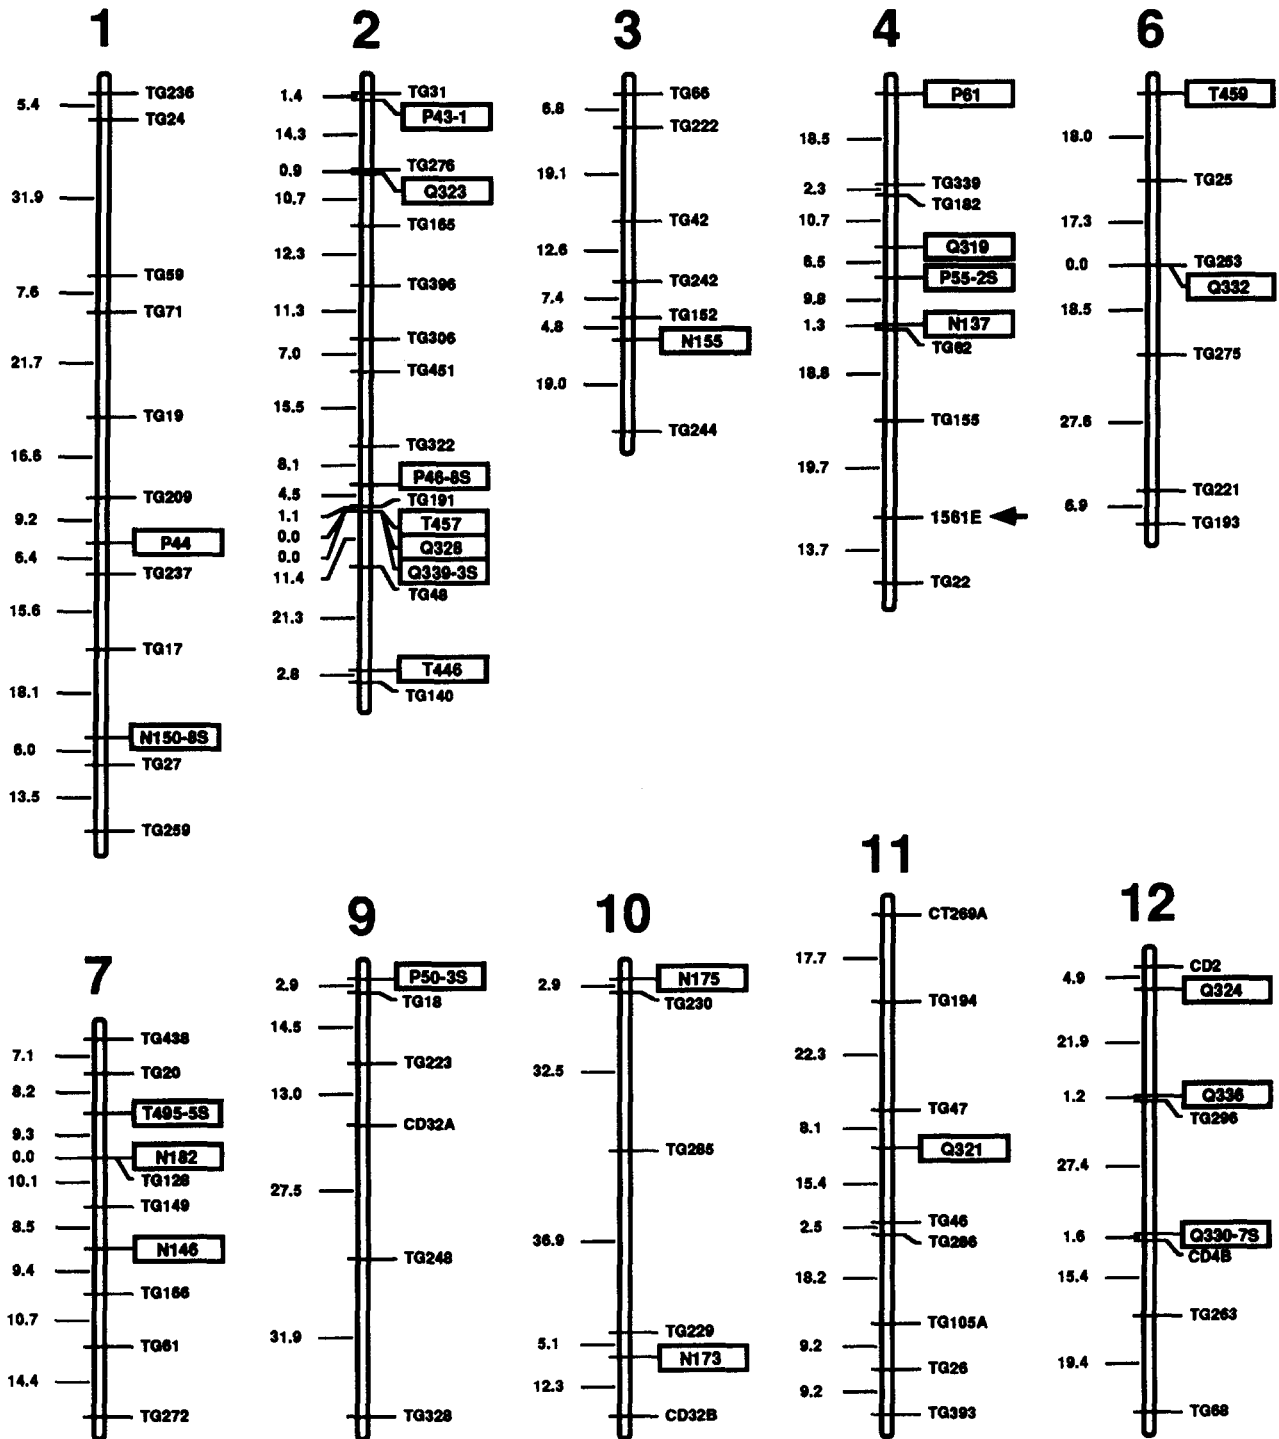 1
TG236
5.4
TG24
31.9
TG59
7.6
TG71
21.7
TG19
16.6
TG209
9.2
P44
6.4
TG237
15.6
TG17
18.1
N150-8S
6.0
TG27
13.5
TG259
2
TG31
1.4
P43-1
14.3
TG276
0.9
Q323
10.7
TG165
12.3
TG396
11.3
TG306
7.0
TG451
15.5
TG322
8.1
P46-8S
4.5
TG191
1.1
T457
0.0
Q328
0.0
Q339-3S
11.4
TG48
21.3
T446
2.8
TG140
3
TG66
6.8
TG222
19.1
TG42
12.6
TG242
7.4
TG152
4.8
N155
19.0
TG244
4
P61
18.5
TG339
2.3
TG182
10.7
Q319
6.5
P55-2S
9.8
N137
1.3
TG62
18.8
TG155
19.7
1561E
13.7
TG22
6
T459
18.0
TG25
17.3
TG253
0.0
Q332
18.5
TG275
27.6
TG221
6.9
TG193
7
TG438
7.1
TG20
8.2
T495-5S
9.3
N182
0.0
TG128
10.1
TG149
8.5
N146
9.4
TG166
10.7
TG61
14.4
TG272
9
P50-3S
2.9
TG18
14.5
TG223
13.0
CD32A
27.5
TG248
31.9
TG328
10
N175
2.9
TG230
32.5
TG285
36.9
TG229
5.1
N173
12.3
CD32B
11
CT269A
17.7
TG194
22.3
TG47
8.1
Q321
15.4
TG46
2.5
TG286
18.2
TG105A
9.2
TG26
9.2
TG393
12
CD2
4.9
Q324
21.9
Q336
1.2
TG296
27.4
Q330-7S
1.6
CD4B
15.4
TG263
19.4
TG68